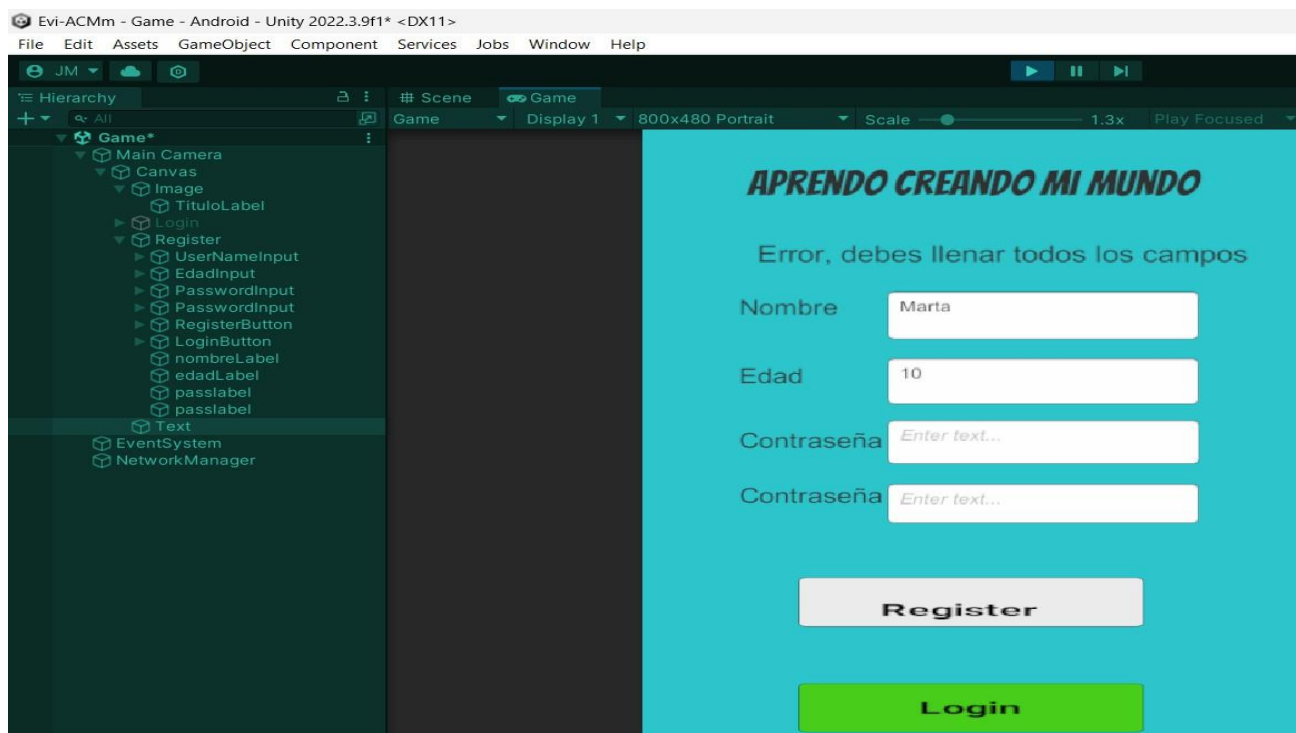 Evi-ACMm - Game - Android - Unity 2022.3.9f1* <DX11>
File Edit Assets GameObject Component Services Jobs Window Help
JM
Hierarchy
All
Game*
Main Camera
Canvas
Image
TituloLabel
Login
Register
UserNameInput
EdadInput
PasswordInput
PasswordInput
RegisterButton
LoginButton
nombreLabel
edadLabel
passlabel
passlabel
Text
EventSystem
NetworkManager
Scene Game
Game Display 1 800x480 Portrait Scale 1.3x Play Focused
APRENDO CREANDO MI MUNDO
Error, debes llenar todos los campos
Nombre Marta
Edad 10
Contraseña Enter text...
Contraseña Enter text...
Register
Login